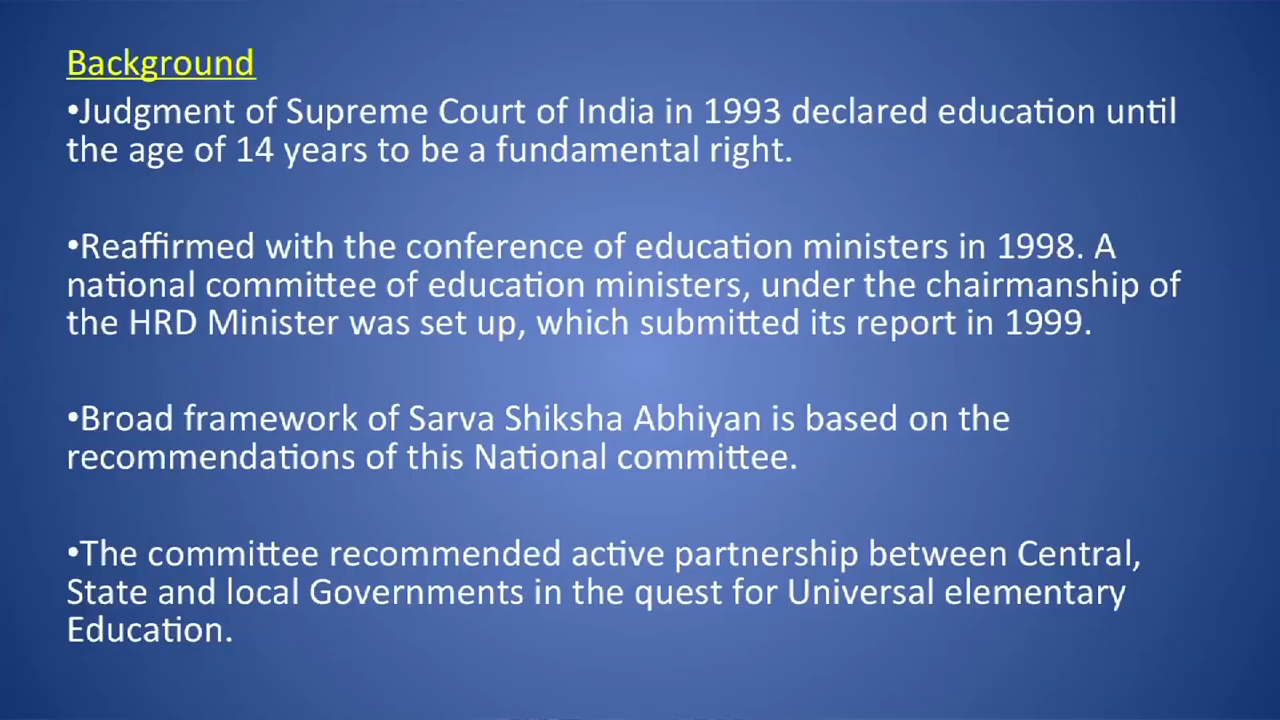 Background
•Judgment of Supreme Court of India in 1993 declared education until
the age of 14 years to be a fundamental right.
•Reaffirmed with the conference of education ministers in 1998. A
national committee of education ministers, under the chairmanship of
the HRD Minister was set up, which submitted its report in 1999.
•Broad framework of Sarva Shiksha Abhiyan is based on the
recommendations of this National committee.
•The committee recommended active partnership between Central,
State and local Governments in the quest for Universal elementary
Education.